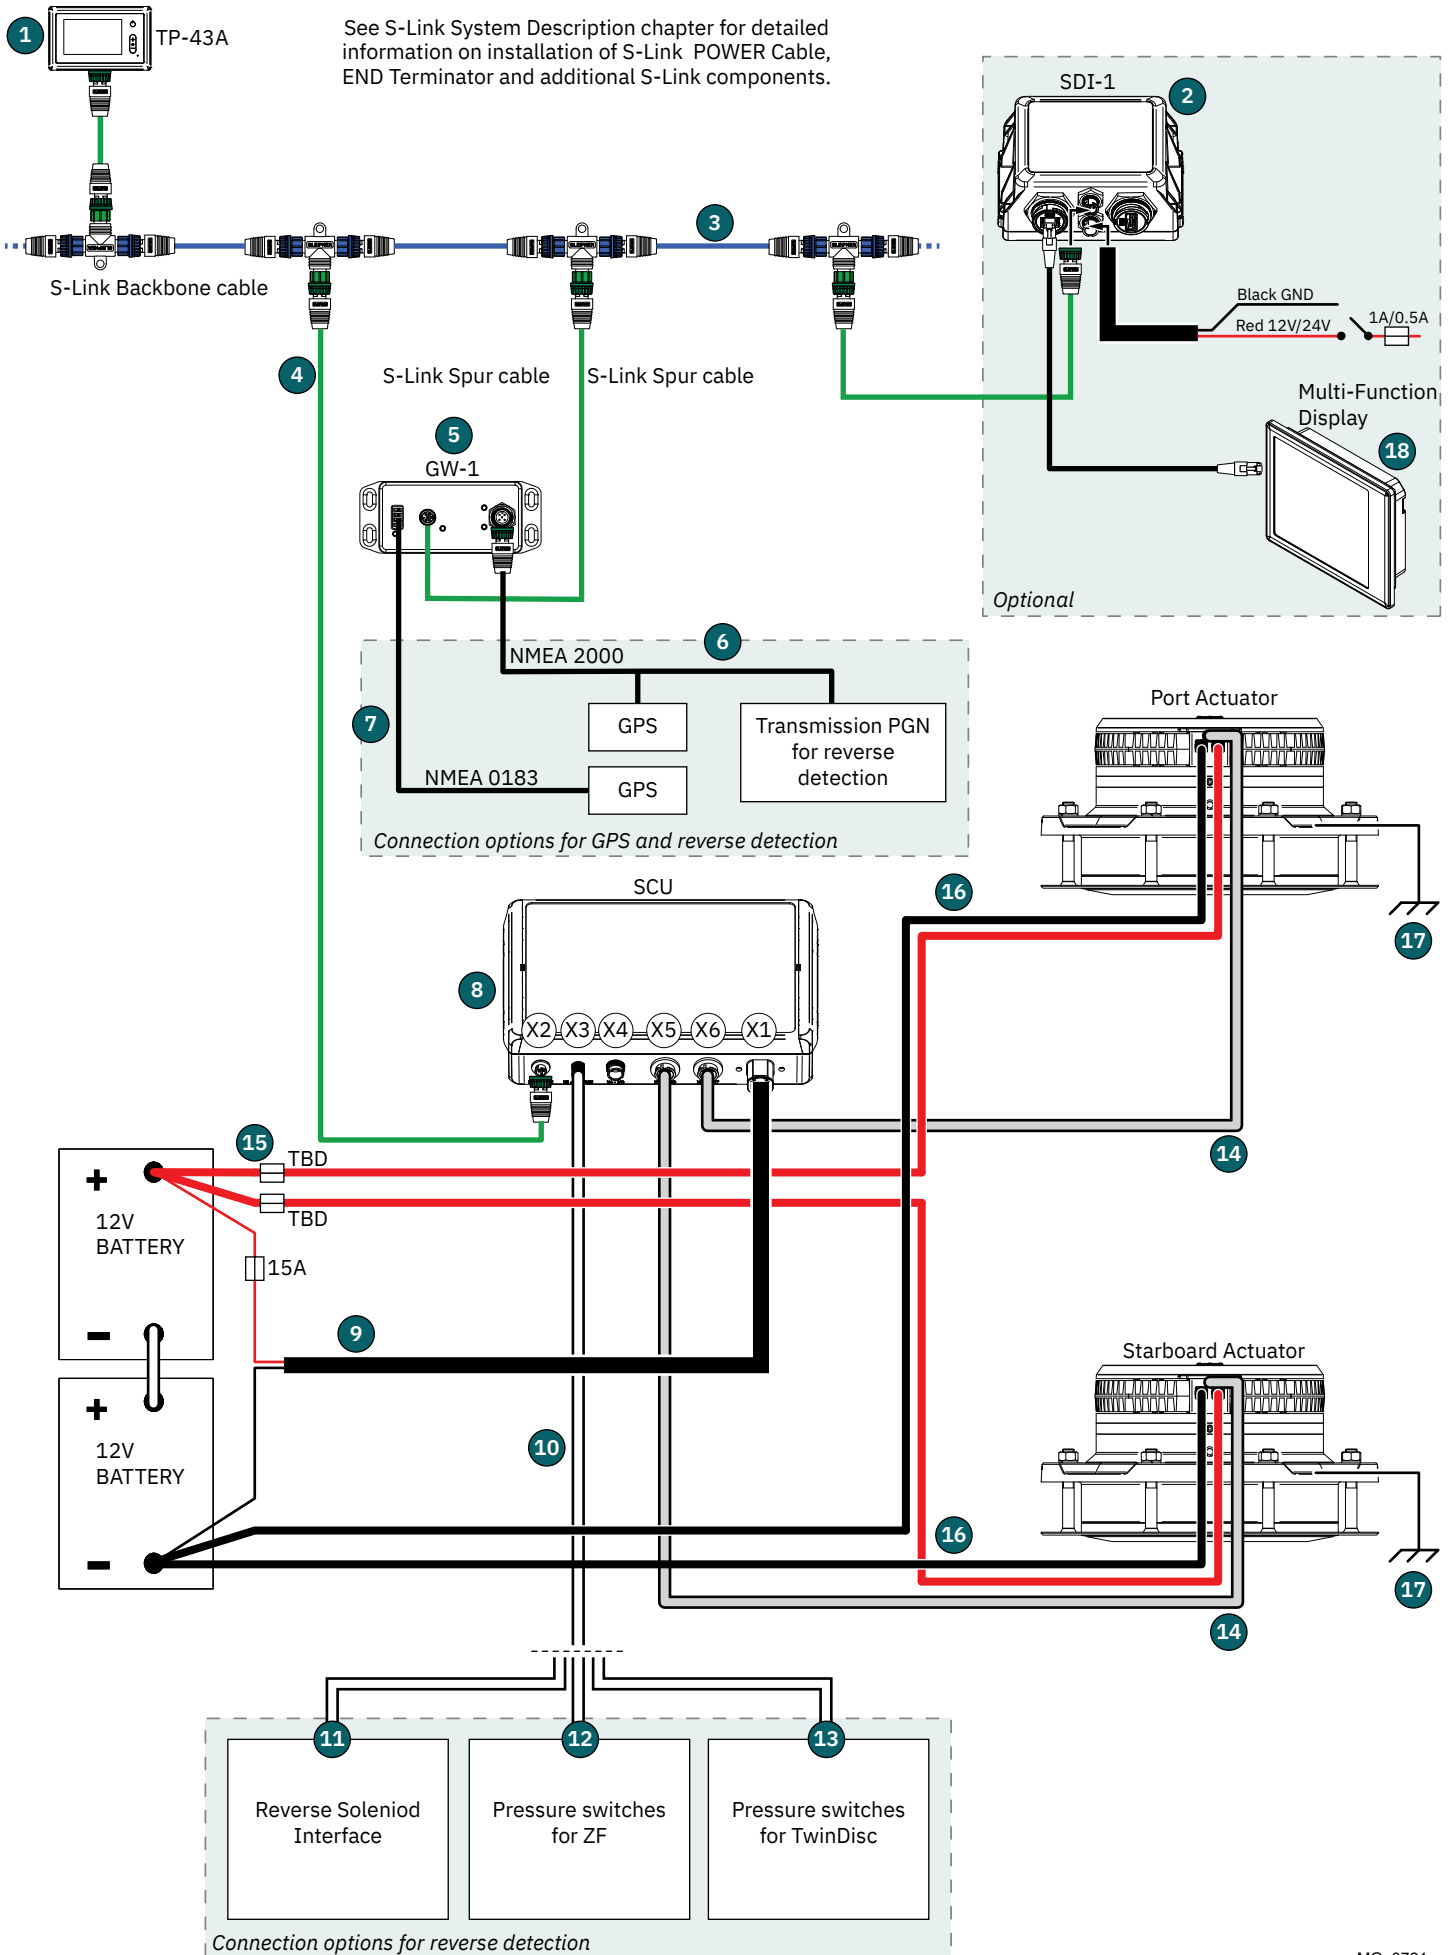 1
TP-43A
See S-Link System Description chapter for detailed
information on installation of S-Link POWER Cable,
END Terminator and additional S-Link components.
SDI-1
2
3
S-Link Backbone cable
Black GND
Red 12V/24V
1A/0.5A
4
S-Link Spur cable
S-Link Spur cable
Multi-Function
Display
18
5
GW-1
Optional
6
NMEA 2000
7
GPS
Transmission PGN
for reverse
detection
NMEA 0183
GPS
Connection options for GPS and reverse detection
Port Actuator
SCU
16
17
8
X2
X3
X4
X5
X6
X1
15
TBD
14
+
12V
BATTERY
TBD
15A
–
9
Starboard Actuator
+
12V
BATTERY
10
–
16
17
14
11
12
13
Reverse Soleniod
Interface
Pressure switches
for ZF
Pressure switches
for TwinDisc
Connection options for reverse detection